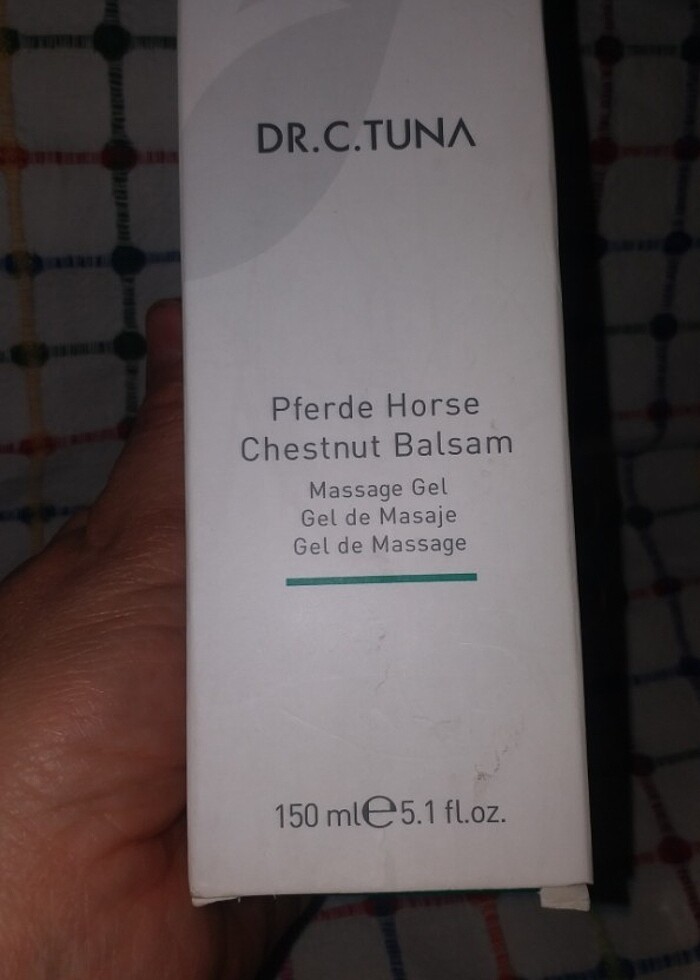 DR.C.TUNA
Pferde Horse
Chestnut Balsam
Massage Gel
Gel de Masaje
Gel de Massage
150 ml℮5.1 fl.oz.